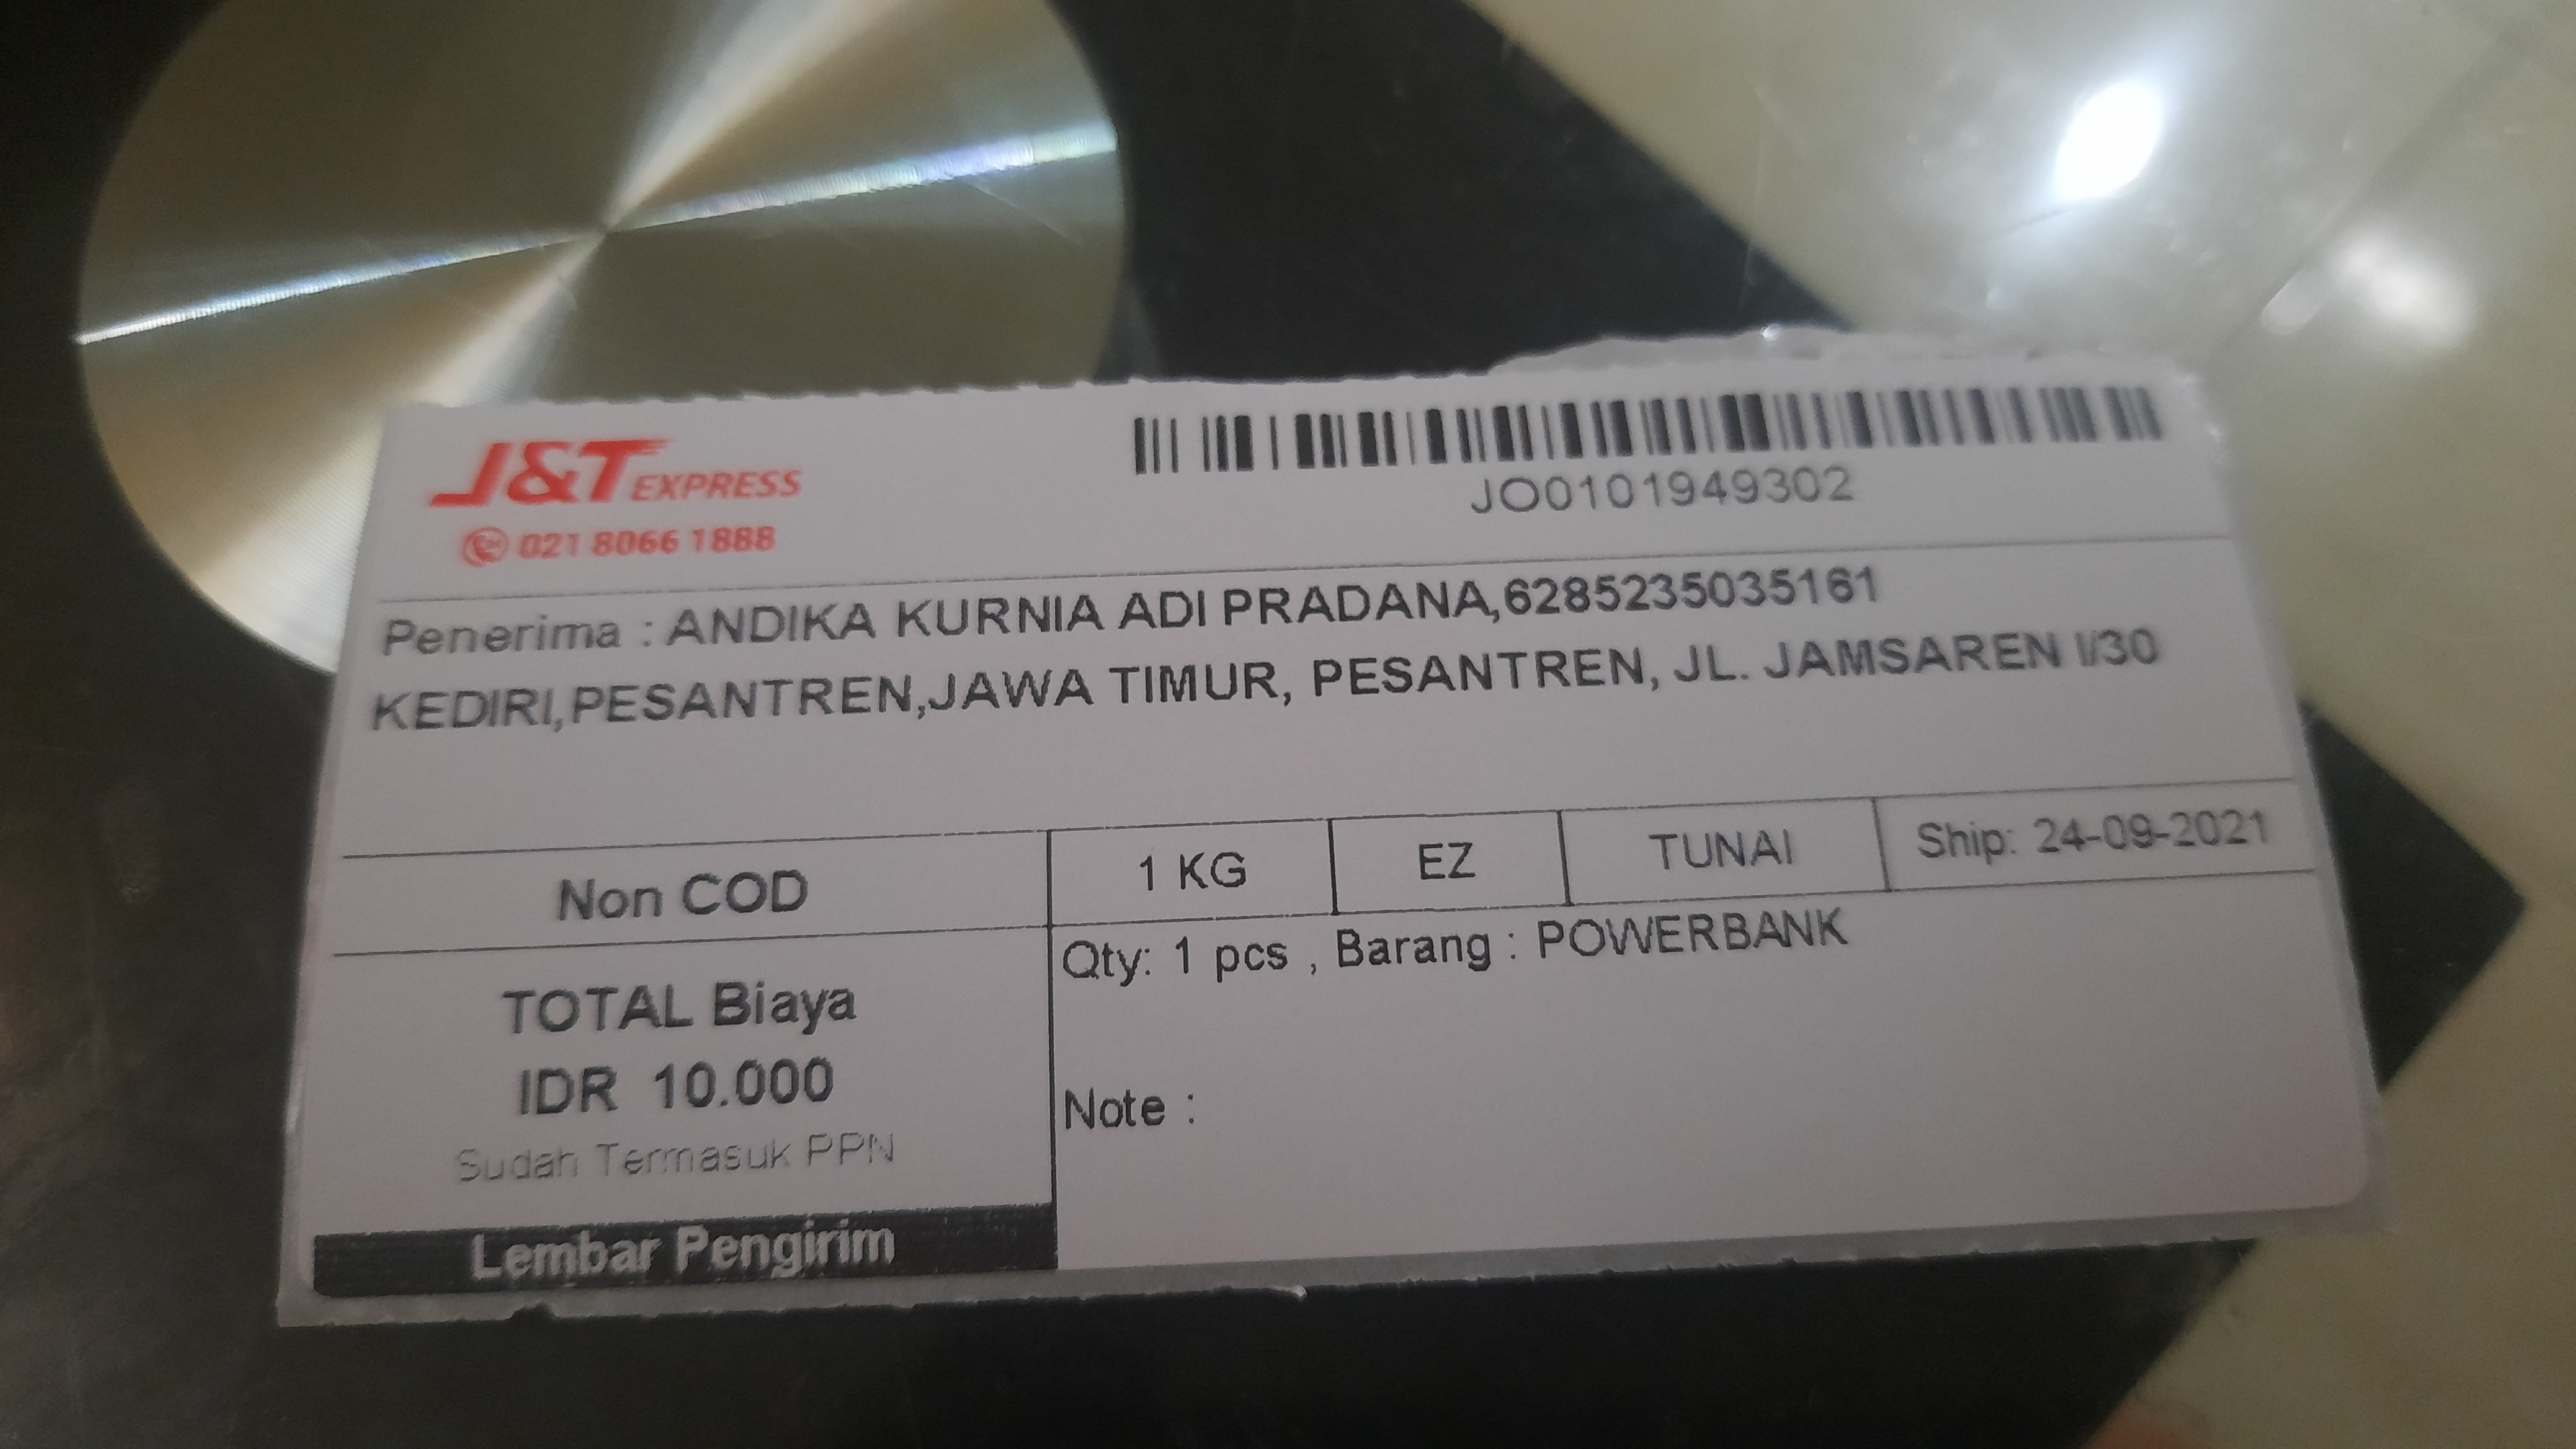 J&T EXPRESS
021 8066 1888
JO0101949302
Penerima : ANDIKA KURNIA ADI PRADANA,6285235035161
KEDIRI,PESANTREN,JAWA TIMUR, PESANTREN, JL. JAMSAREN I/30
Non COD
1 KG
EZ
TUNAI
Ship: 24-09-2021
TOTAL Biaya
IDR 10.000
Sudah Termasuk PPN
Lembar Pengirim
Qty: 1 pcs , Barang : POWERBANK
Note :